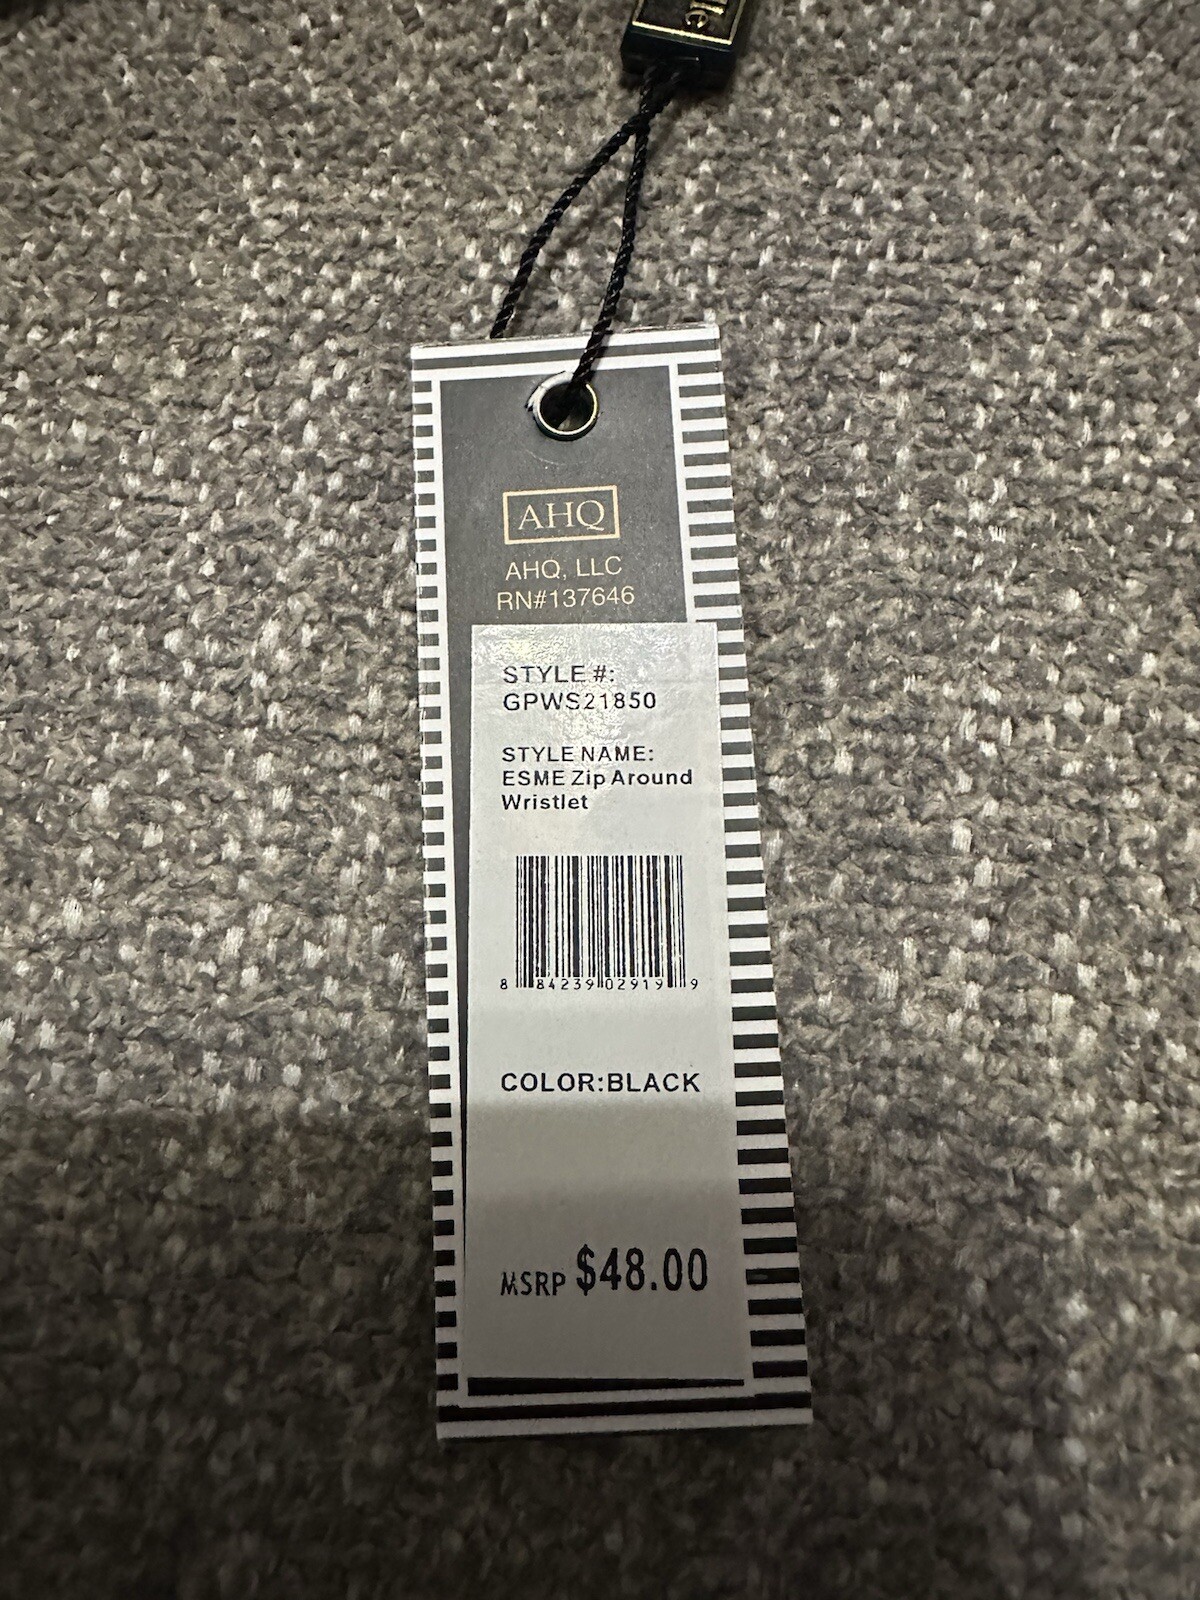 AHQ
AHQ, LLC
RN#137646
STYLE #:
GPWS21850
STYLE NAME:
ESME Zip Around
Wristlet
8 84239 02919 9
COLOR:BLACK
MSRP $48.00